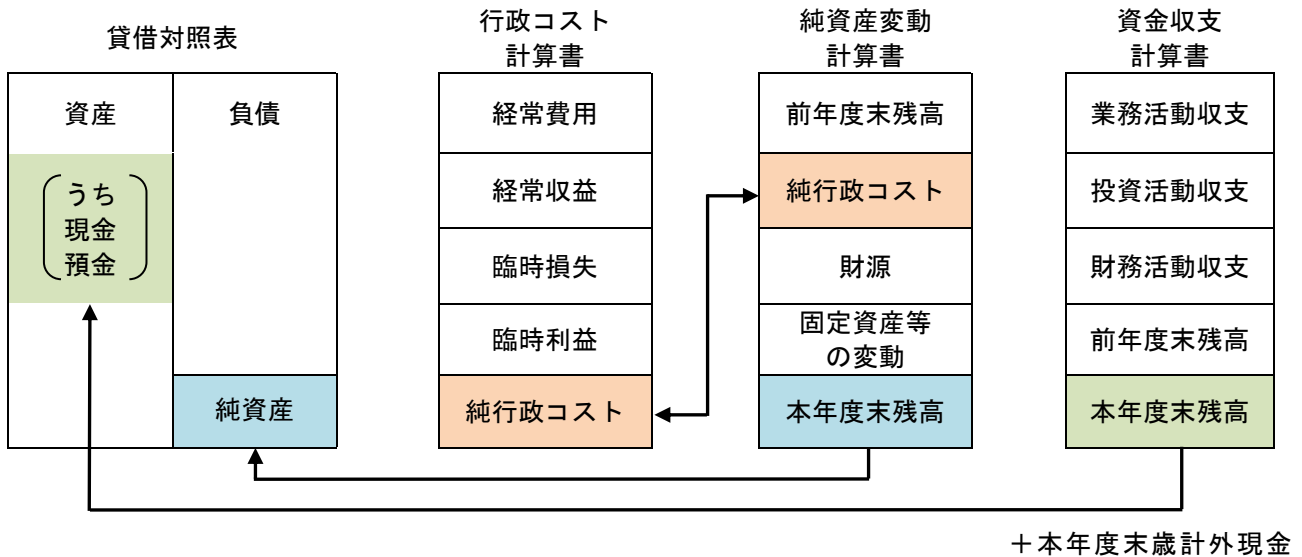 貸借対照表
資産
負債
うち
現金
預金
純資産
行政コスト
計算書
経常費用
経常収益
臨時損失
臨時利益
純行政コスト
純資産変動
計算書
前年度末残高
純行政コスト
財源
固定資産等
の変動
本年度末残高
資金収支
計算書
業務活動収支
投資活動収支
財務活動収支
前年度末残高
本年度末残高
＋本年度末歳計外現金